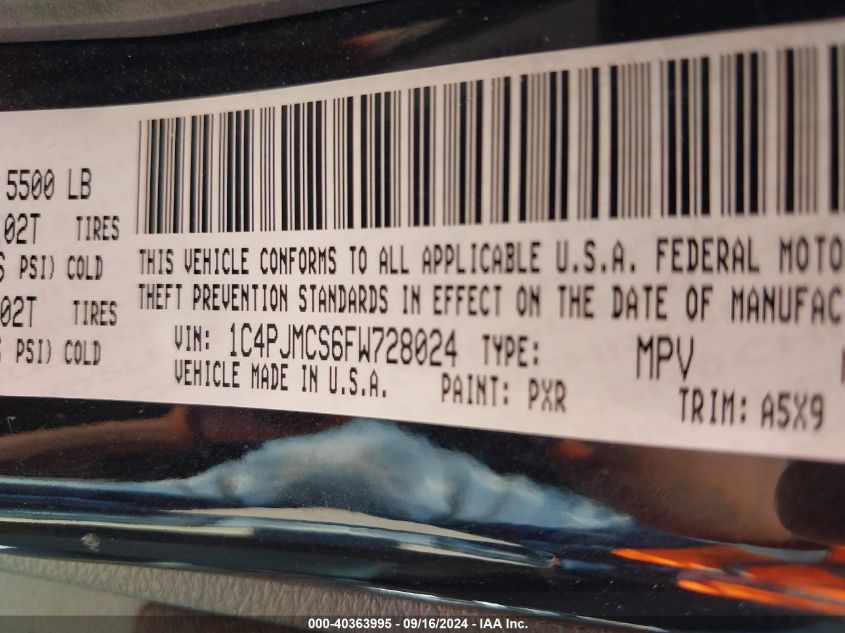 5500 LB
02T TIRES
PSI) COLD
02T TIRES
PSI) COLD
THIS VEHICLE CONFORMS TO ALL APPLICABLE U.S.A. FEDERAL MOTO
THEFT PREVENTION STANDARDS IN EFFECT ON THE DATE OF MANUFAC
VIN: 1C4PJMCS6FW728024 TYPE: MPV
VEHICLE MADE IN U.S.A. PAINT: PXR TRIM: A5X9
000-40363995 - 09/16/2024 - IAA Inc.